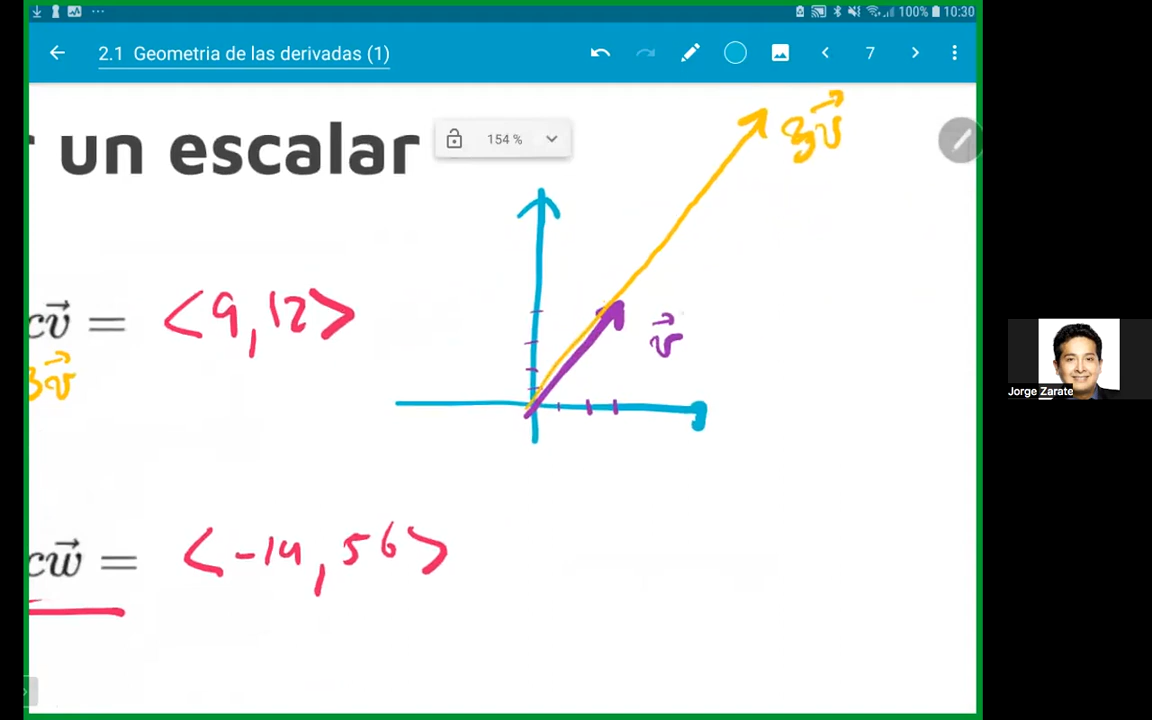 100% 10:30
2.1 Geometria de las derivadas (1)
7
r un escalar
154 %
3v⃗
cv⃗ = <9,12>
v⃗
3v⃗
cw⃗ = <-14,56>
Jorge Zarate